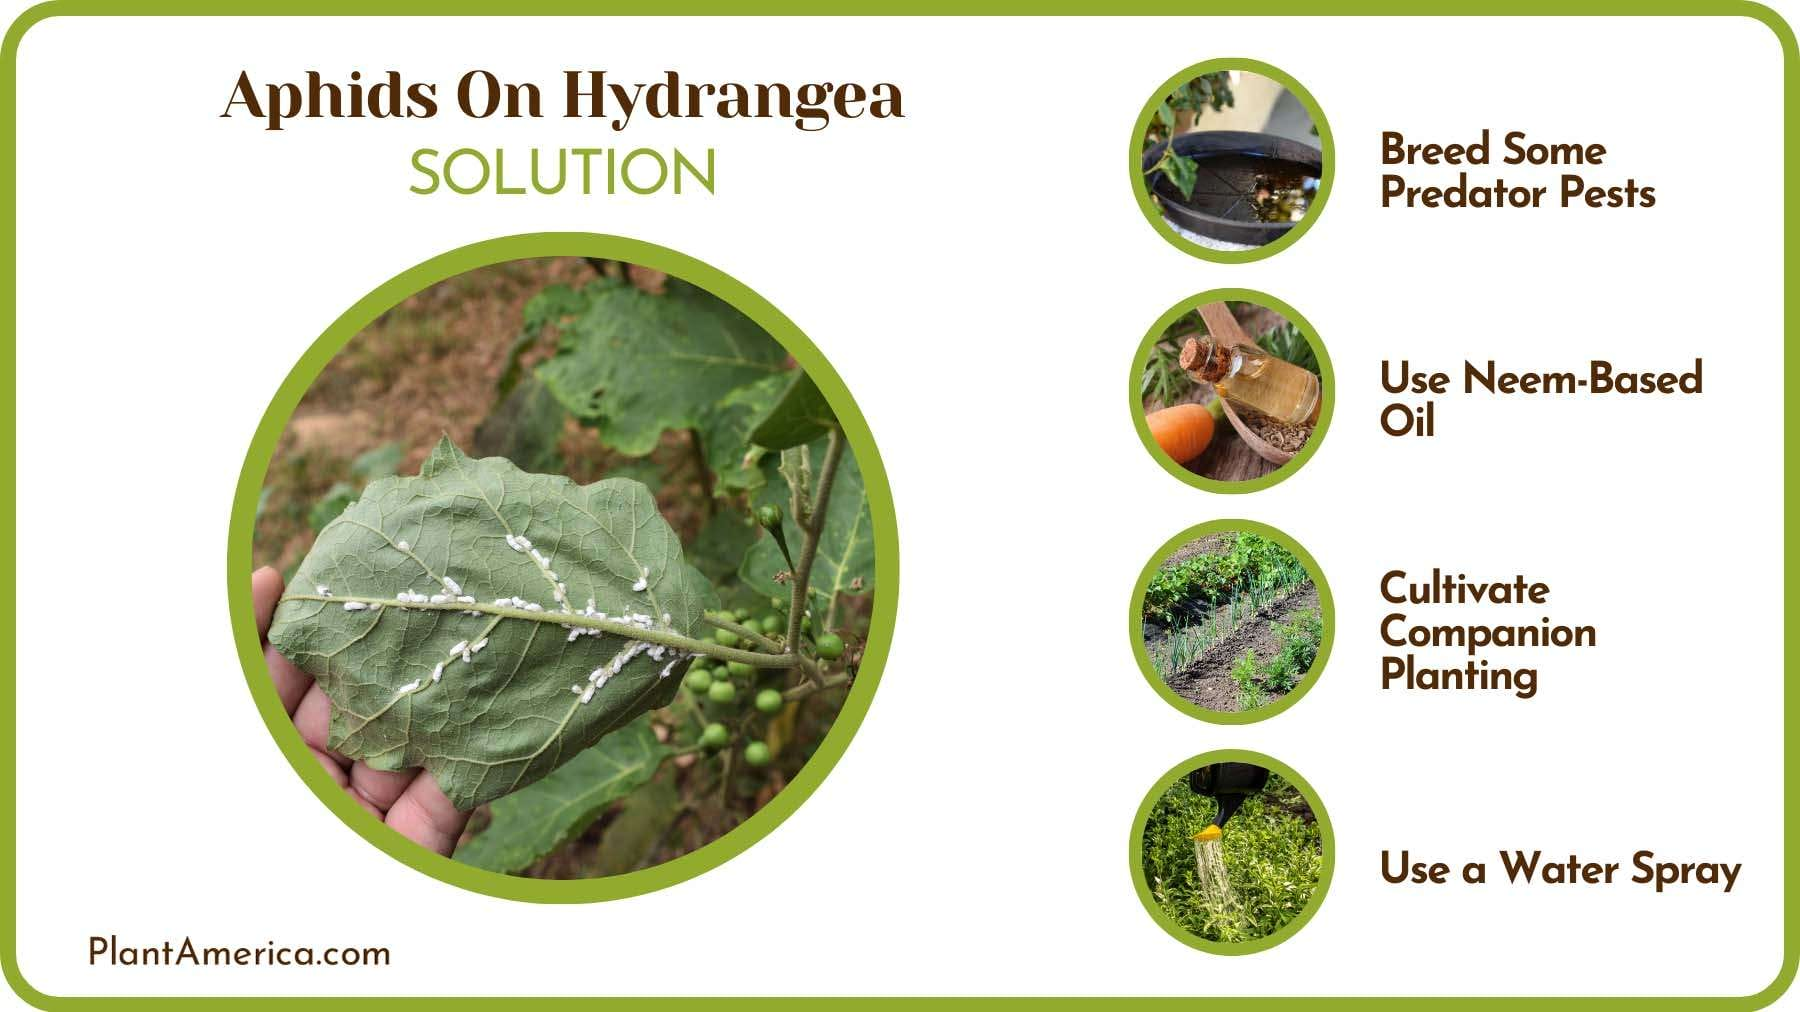 Aphids On Hydrangea
SOLUTION
Breed Some
Predator Pests
Use Neem-Based
Oil
Cultivate
Companion
Planting
Use a Water Spray
PlantAmerica.com